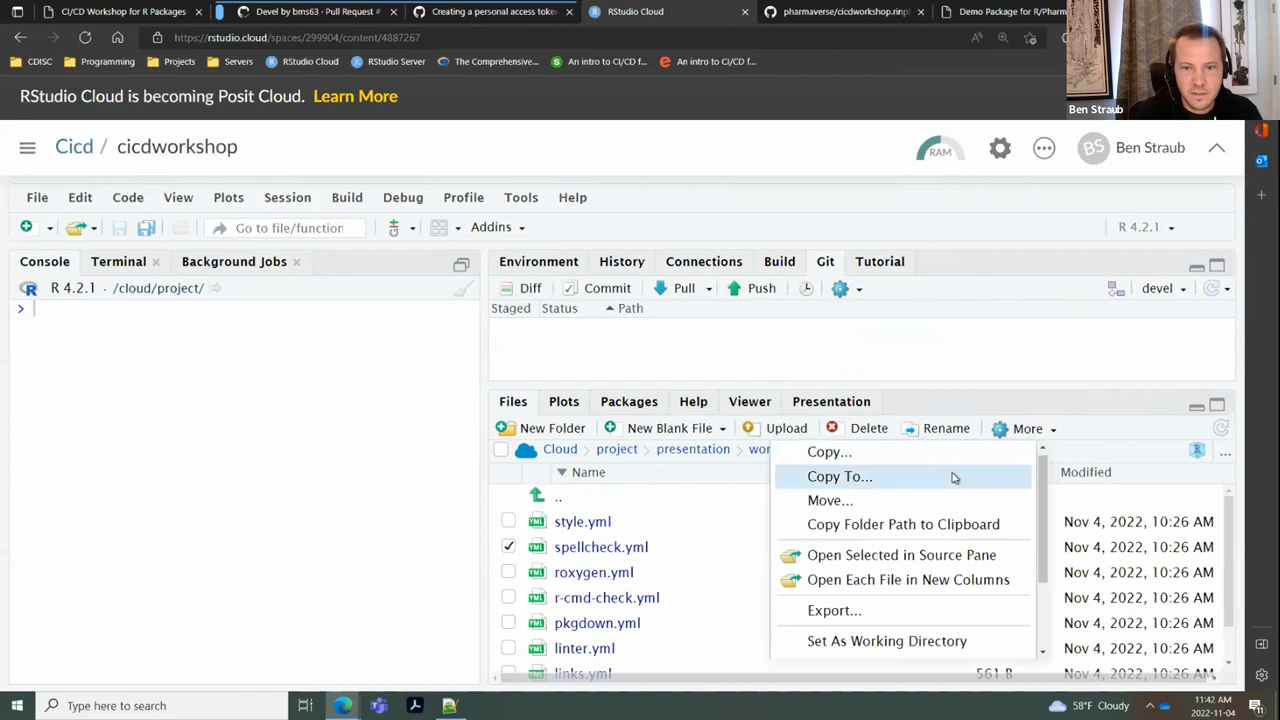 CI/CD Workshop for R Packages
Devel by bms63 · Pull Request #
Creating a personal access toke
RStudio Cloud
pharmaverse/cicdworkshop.rinp
Demo Package for R/Phar
https://rstudio.cloud/spaces/299904/content/4887267
CDISC
Programming
Projects
Servers
RStudio Cloud
RStudio Server
The Comprehensive...
An intro to CI/CD f...
An intro to CI/CD f...
Ben Straub
RStudio Cloud is becoming Posit Cloud. Learn More
Cicd / cicdworkshop
RAM
BS
Ben Straub
File Edit Code View Plots Session Build Debug Profile Tools Help
Go to file/function
Addins
R 4.2.1
Console Terminal Background Jobs
R 4.2.1 · /cloud/project/
>
Environment History Connections Build Git Tutorial
Diff Commit Pull Push
devel
Staged Status Path
Files Plots Packages Help Viewer Presentation
New Folder New Blank File Upload Delete Rename More
Cloud > project > presentation > wor
Name
Modified
..
style.yml Nov 4, 2022, 10:26 AM
spellcheck.yml Nov 4, 2022, 10:26 AM
roxygen.yml Nov 4, 2022, 10:26 AM
r-cmd-check.yml Nov 4, 2022, 10:26 AM
pkgdown.yml Nov 4, 2022, 10:26 AM
linter.yml Nov 4, 2022, 10:26 AM
links.yml 561 B Nov 4, 2022, 10:26 AM
Copy...
Copy To...
Move...
Copy Folder Path to Clipboard
Open Selected in Source Pane
Open Each File in New Columns
Export...
Set As Working Directory
Type here to search
58°F Cloudy
11:42 AM
2022-11-04